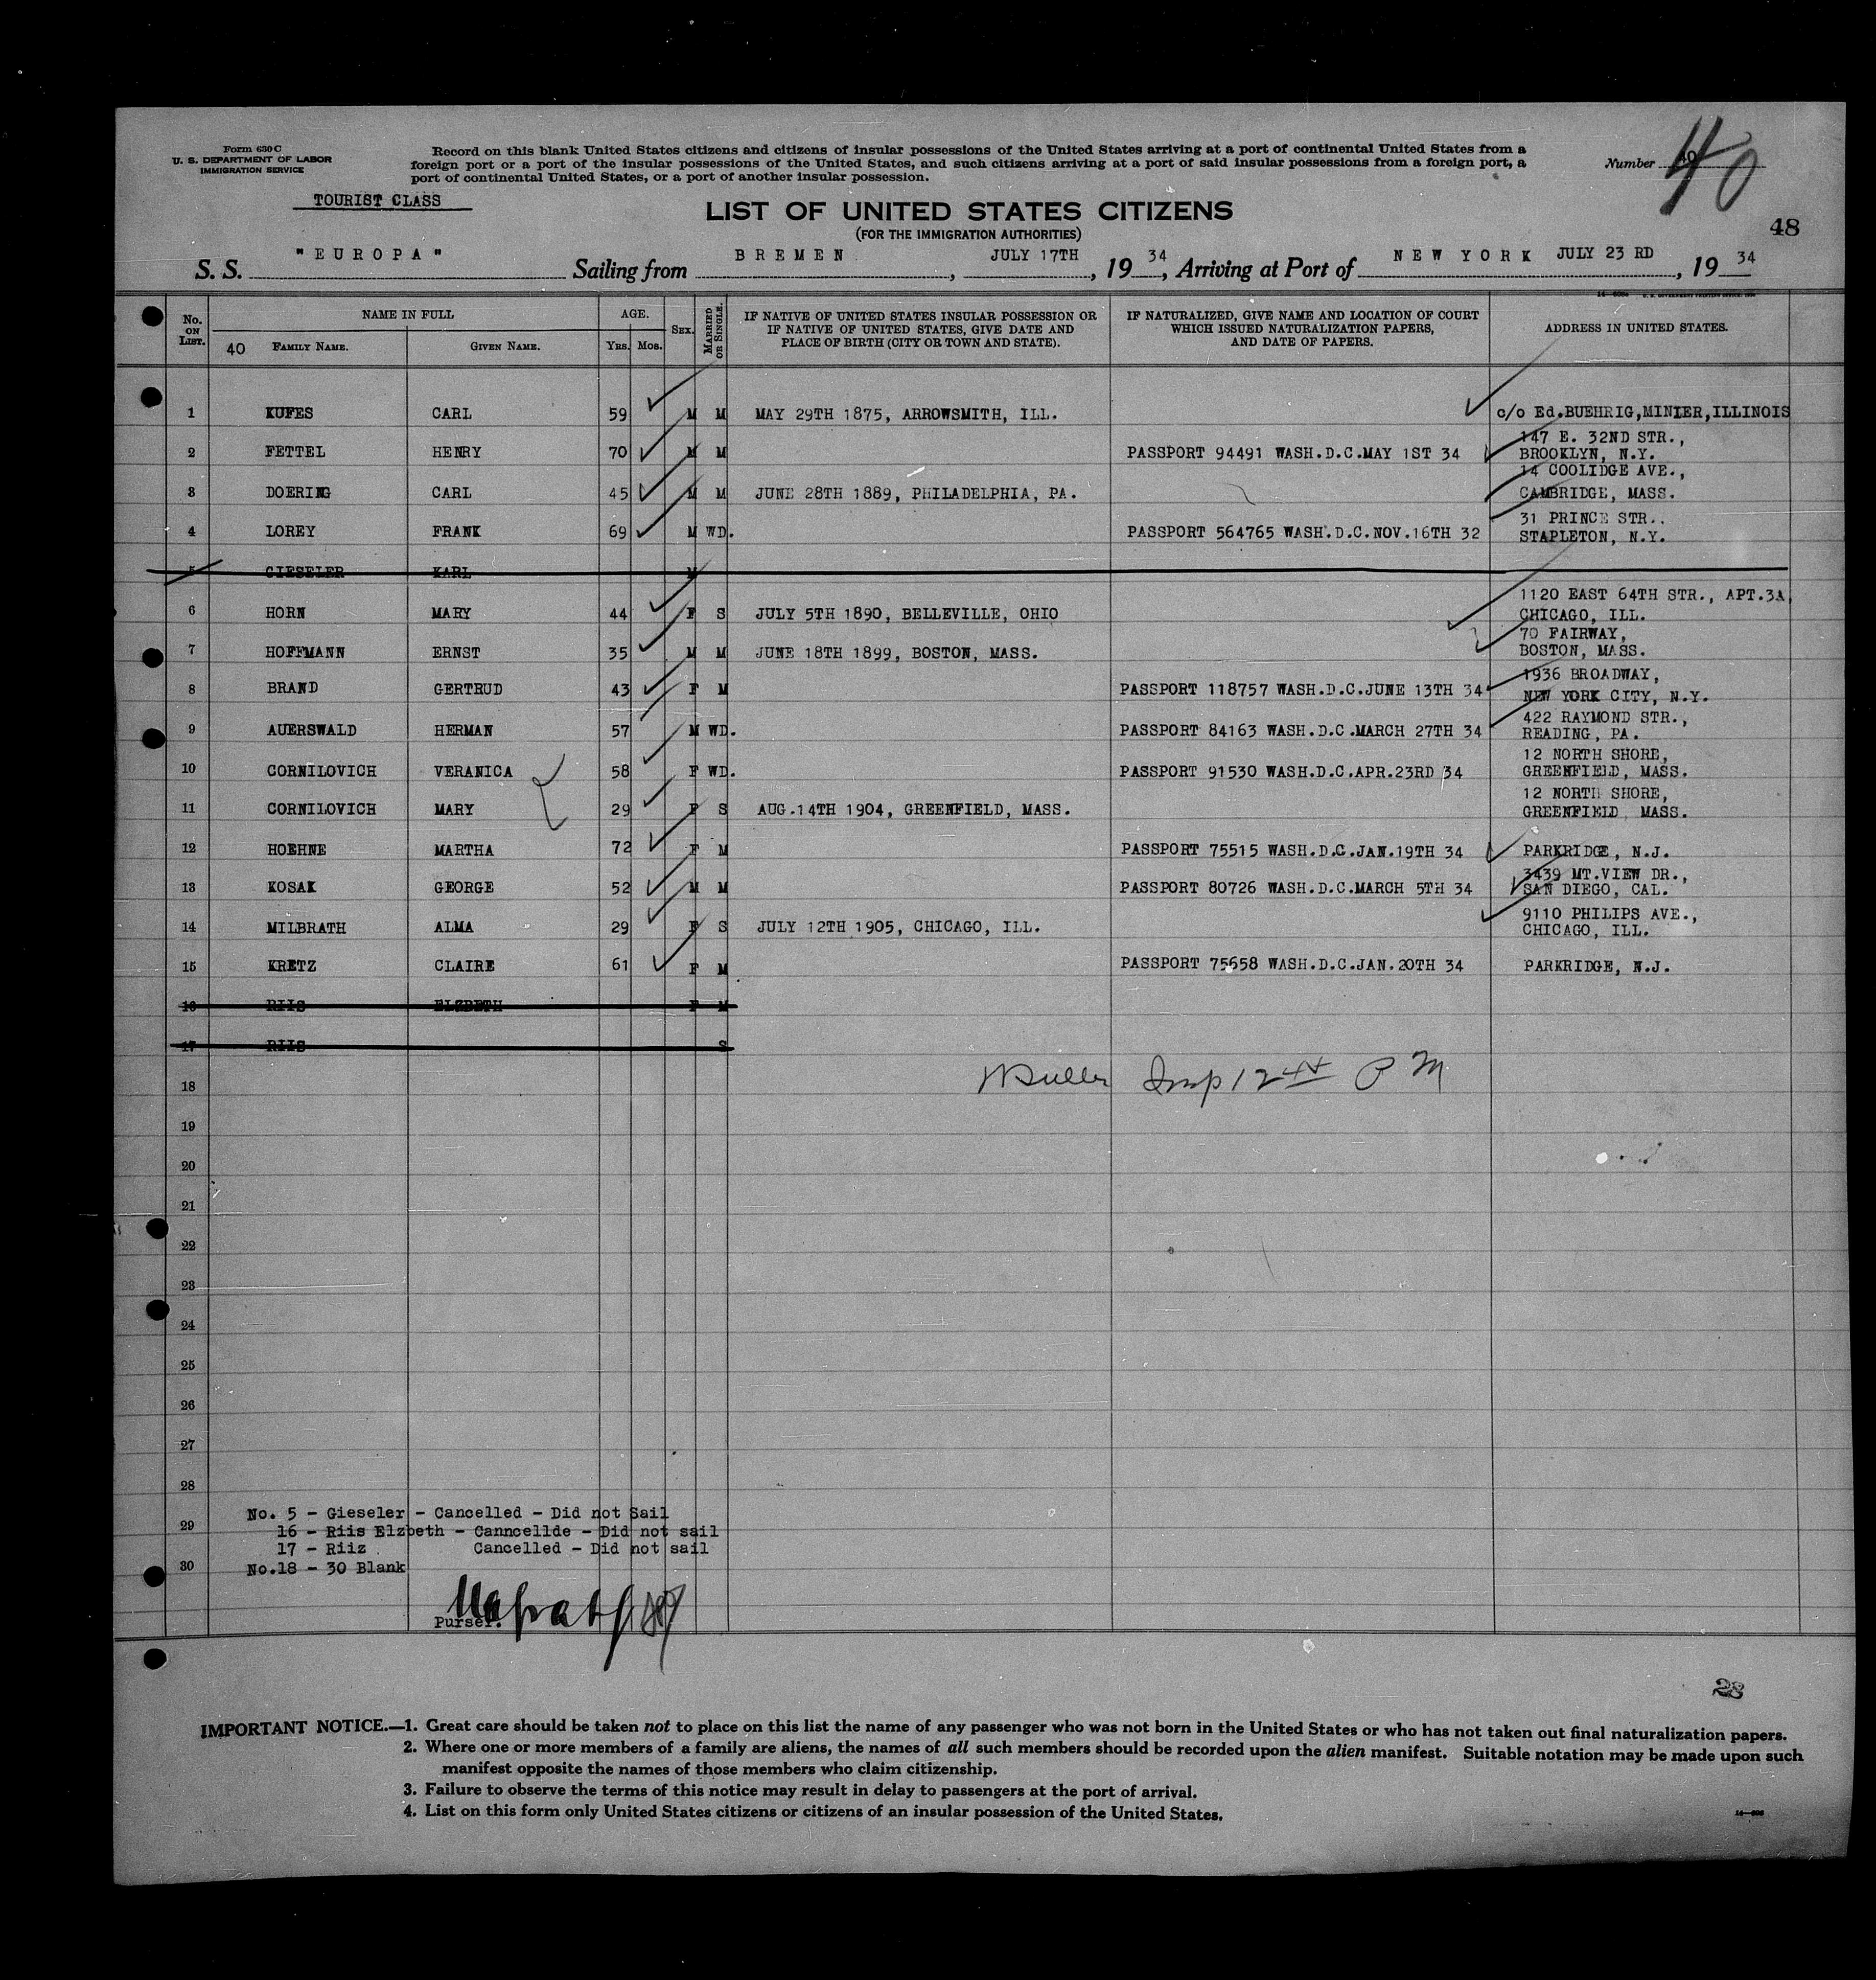 Form 630 C
U. S. DEPARTMENT OF LABOR
IMMIGRATION SERVICE
Record on this blank United States citizens and citizens of insular possessions of the United States arriving at a port of continental United States from a
foreign port or a port of the insular possessions of the United States, and such citizens arriving at a port of said insular possessions from a foreign port, a
port of continental United States, or a port of another insular possession.
Number 40
40
TOURIST CLASS
LIST OF UNITED STATES CITIZENS
(FOR THE IMMIGRATION AUTHORITIES)
48
S. S. "EUROPA" Sailing from BREMEN, JULY 17TH, 1934, Arriving at Port of NEW YORK JULY 23 RD, 1934
No. ON LIST. NAME IN FULL AGE. SEX. MARRIED OR SINGLE. IF NATIVE OF UNITED STATES INSULAR POSSESSION OR IF NATIVE OF UNITED STATES, GIVE DATE AND PLACE OF BIRTH (CITY OR TOWN AND STATE). IF NATURALIZED, GIVE NAME AND LOCATION OF COURT WHICH ISSUED NATURALIZATION PAPERS, AND DATE OF PAPERS. ADDRESS IN UNITED STATES.
40 FAMILY NAME. GIVEN NAME. YRS. MOS.
1 KUFES CARL 59 M M MAY 29TH 1875, ARROWSMITH, ILL. c/o Ed.BUEHRIG,MINIER,ILLINOIS
2 FETTEL HENRY 70 M M PASSPORT 94491 WASH.D.C.MAY 1ST 34 147 E. 32ND STR., BROOKLYN, N.Y.
3 DOERING CARL 45 M M JUNE 28TH 1889, PHILADELPHIA, PA. 14 COOLIDGE AVE., CAMBRIDGE, MASS.
4 LOREY FRANK 69 M WD. PASSPORT 564765 WASH.D.C.NOV.16TH 32 31 PRINCE STR.. STAPLETON, N.Y.
5 GIESELER KARL M
6 HORN MARY 44 F S JULY 5TH 1890, BELLEVILLE, OHIO 1120 EAST 64TH STR., APT.3A, CHICAGO, ILL.
7 HOFFMANN ERNST 35 M M JUNE 18TH 1899, BOSTON, MASS. 70 FAIRWAY, BOSTON, MASS.
8 BRAND GERTRUD 43 F M PASSPORT 118757 WASH.D.C.JUNE 13TH 34 1936 BROADWAY, NEW YORK CITY, N.Y.
9 AUERSWALD HERMAN 57 M WD. PASSPORT 84163 WASH.D.C.MARCH 27TH 34 422 RAYMOND STR., READING, PA.
10 CORNILOVICH VERANICA 58 F WD. PASSPORT 91530 WASH.D.C.APR.23RD 34 12 NORTH SHORE, GREENFIELD, MASS.
11 CORNILOVICH MARY 29 F S AUG.14TH 1904, GREENFIELD, MASS. 12 NORTH SHORE, GREENFIELD MASS.
12 HOEHNE MARTHA 72 F M PASSPORT 75515 WASH.D.C.JAN.19TH 34 PARKRIDGE, N.J.
13 KOSAK GEORGE 52 M M PASSPORT 80726 WASH.D.C.MARCH 5TH 34 3439 MT.VIEW DR., SAN DIEGO, CAL.
14 MILBRATH ALMA 29 F S JULY 12TH 1905, CHICAGO, ILL. 9110 PHILIPS AVE., CHICAGO, ILL.
15 KRETZ CLAIRE 61 F M PASSPORT 75658 WASH.D.C.JAN.20TH 34 PARKRIDGE, N.J.
16 RIIS ELZBETH F M
17 RIIS S
18 Insp 12th P M
19
20
21
22
23
24
25
26
27
28
No. 5 - Gieseler - Cancelled - Did not Sail
29
16 - Riis Elzbeth - Canncellde - Did not sail
17 - Riiz Cancelled - Did not sail
30 No.18 - 30 Blank
Purser.
28
IMPORTANT NOTICE.—1. Great care should be taken not to place on this list the name of any passenger who was not born in the United States or who has not taken out final naturalization papers.
2. Where one or more members of a family are aliens, the names of all such members should be recorded upon the alien manifest. Suitable notation may be made upon such
manifest opposite the names of those members who claim citizenship.
3. Failure to observe the terms of this notice may result in delay to passengers at the port of arrival.
4. List on this form only United States citizens or citizens of an insular possession of the United States.